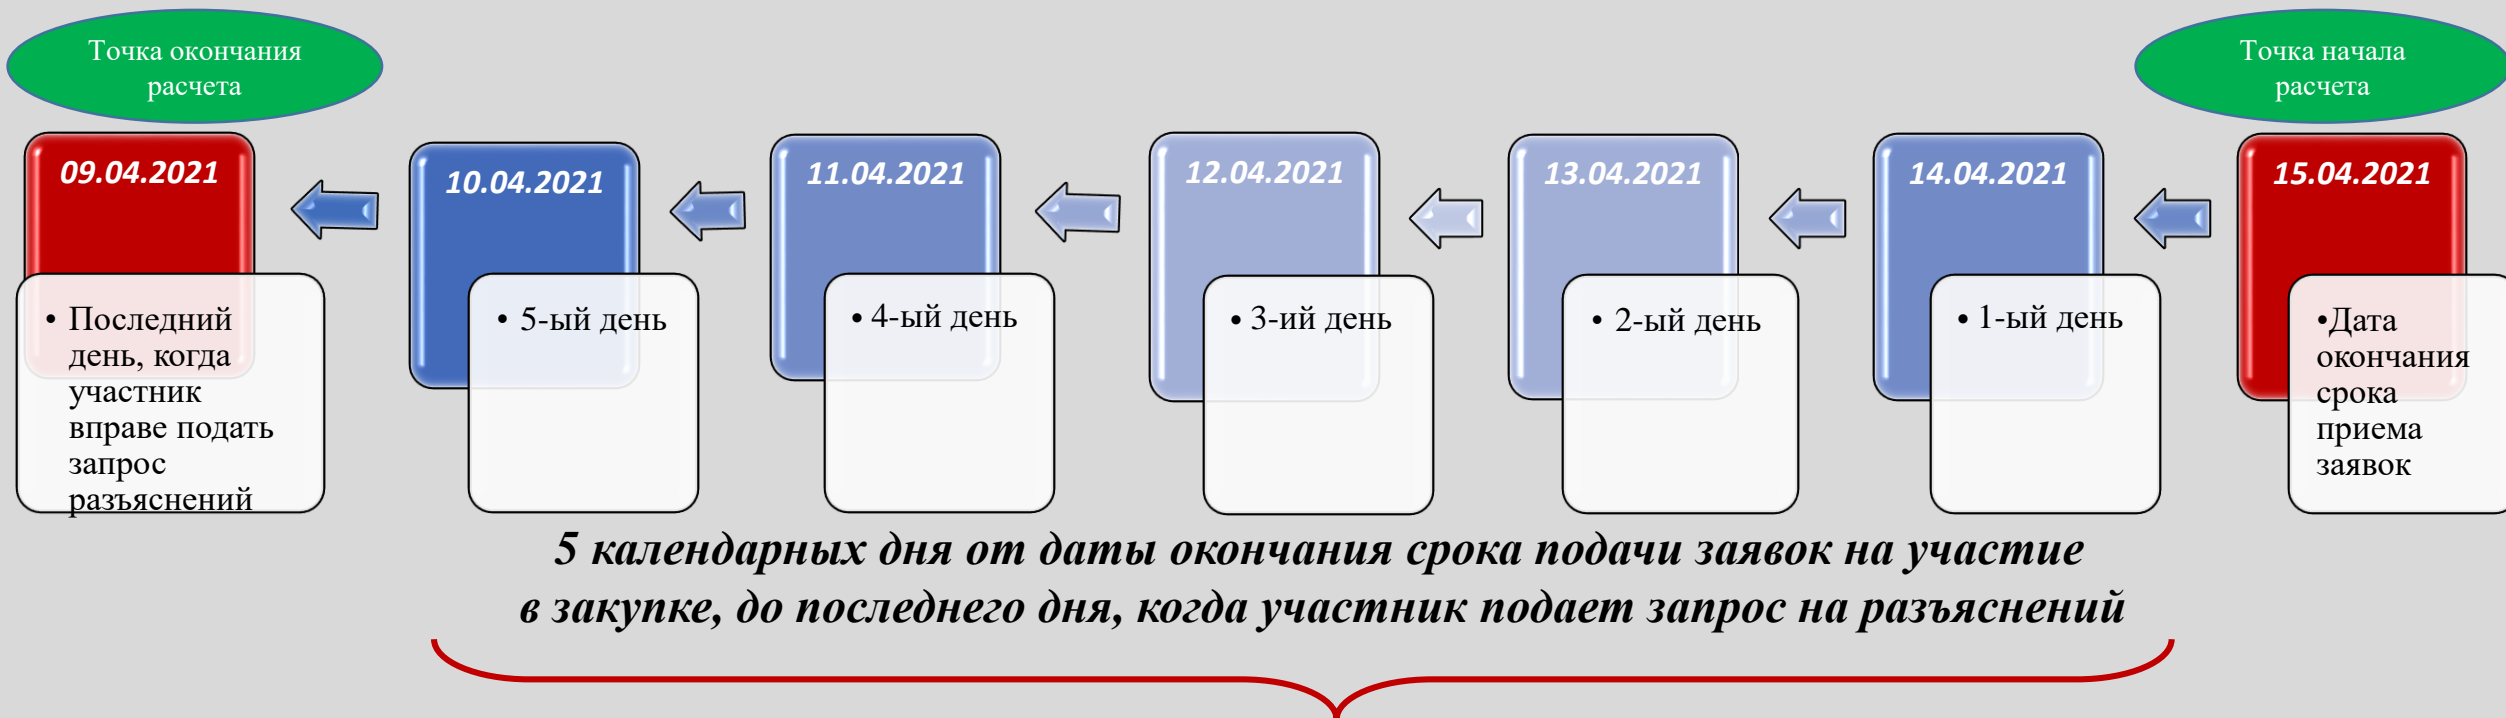 Точка окончания
расчета
Точка начала
расчета
09.04.2021
10.04.2021
11.04.2021
12.04.2021
13.04.2021
14.04.2021
15.04.2021
• Последний
день, когда
участник
вправе подать
запрос
разъяснений
• 5-ый день
• 4-ый день
• 3-ий день
• 2-ый день
• 1-ый день
•Дата
окончания
срока
приема
заявок
5 календарных дня от даты окончания срока подачи заявок на участие
в закупке, до последнего дня, когда участник подает запрос на разъяснений